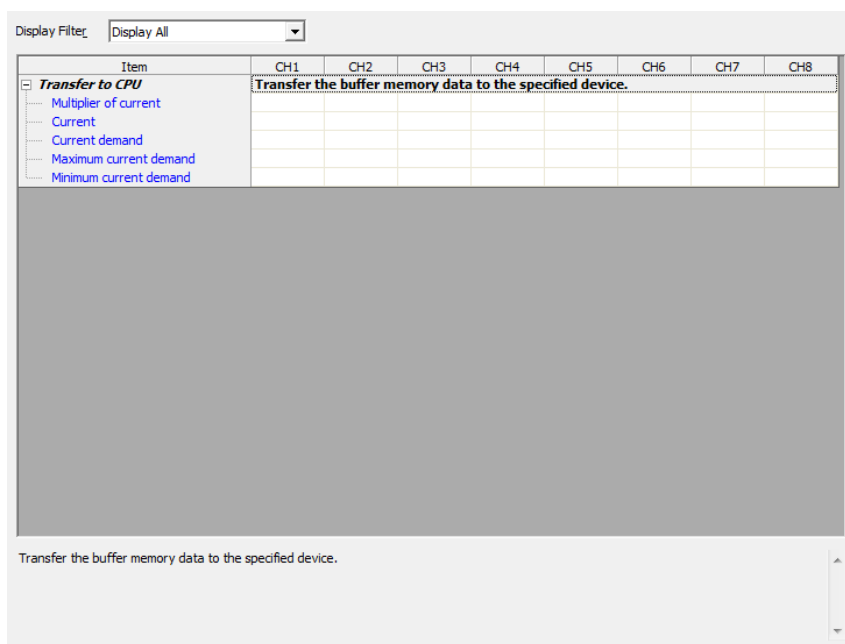 Display Filter Display All
Item CH1 CH2 CH3 CH4 CH5 CH6 CH7 CH8
Transfer to CPU Transfer the buffer memory data to the specified device.
Multiplier of current
Current
Current demand
Maximum current demand
Minimum current demand
Transfer the buffer memory data to the specified device.